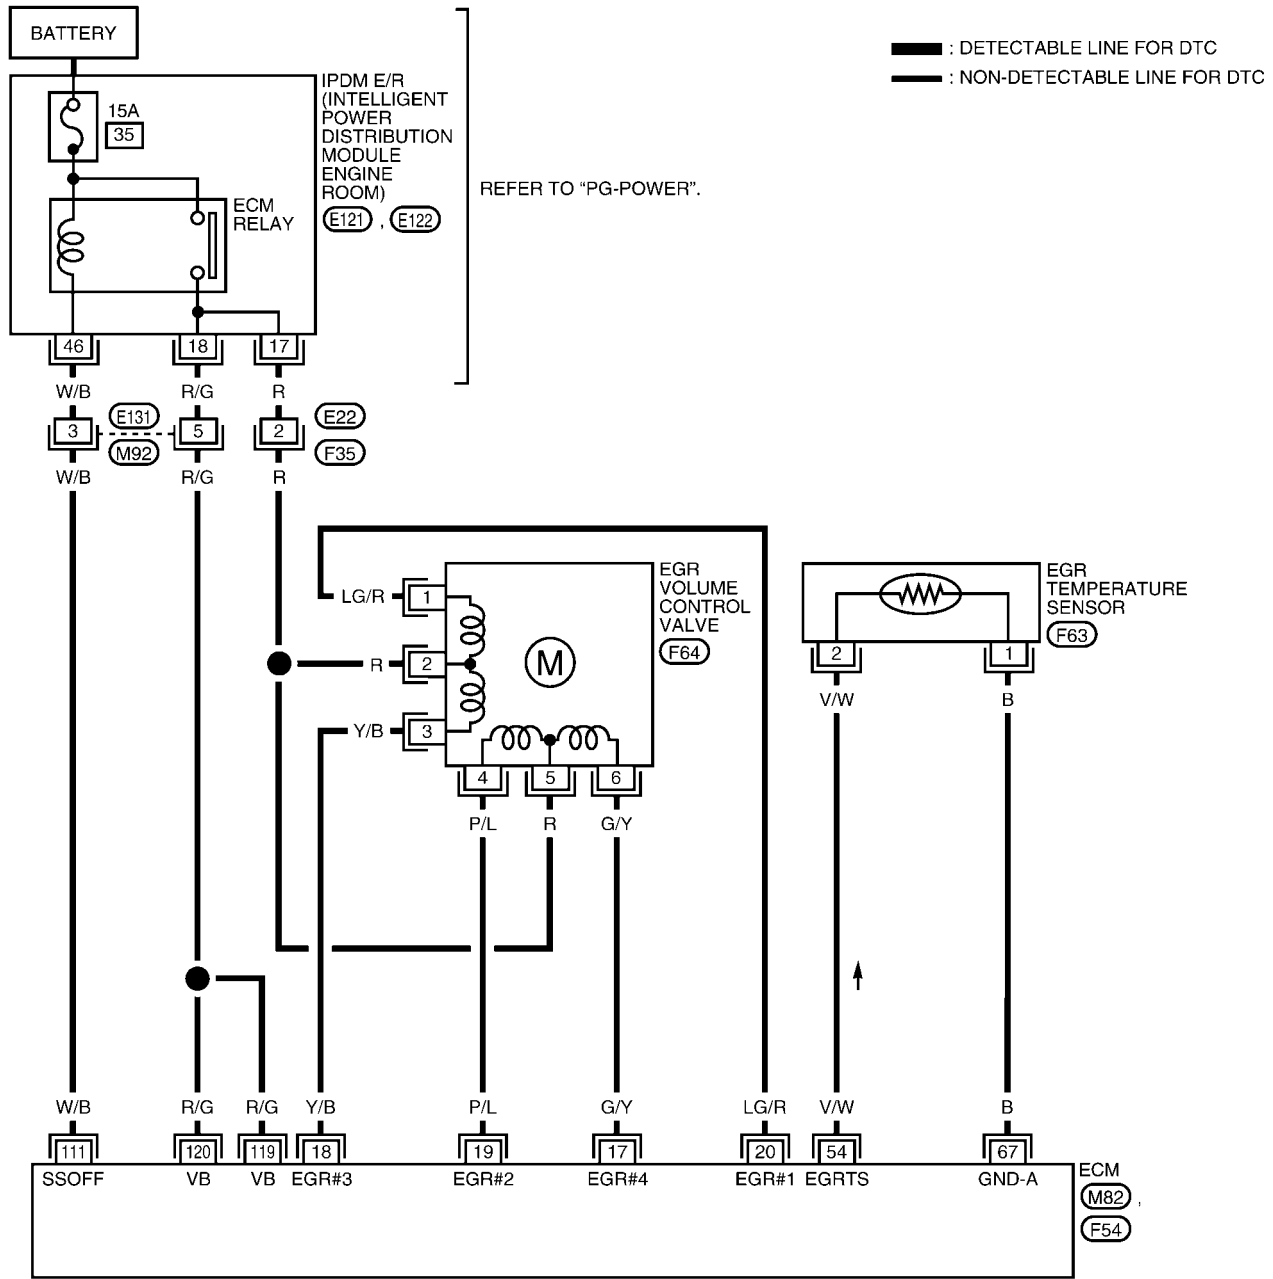 BATTERY
: DETECTABLE LINE FOR DTC
: NON-DETECTABLE LINE FOR DTC
15A
35
IPDM E/R
(INTELLIGENT
POWER
DISTRIBUTION
MODULE
ENGINE
ROOM)
E121 , E122
REFER TO “PG-POWER”.
ECM
RELAY
46 18 17
W/B R/G R
E131 E22
3 5 2
M92 F35
W/B R/G R
EGR
VOLUME
CONTROL
VALVE
F64
LG/R 1
R 2
M
Y/B 3
4 5 6
P/L R G/Y
EGR
TEMPERATURE
SENSOR
F63
2 1
V/W B
W/B R/G R/G Y/B P/L G/Y LG/R V/W B
111 120 119 18 19 17 20 54 67
SSOFF VB VB EGR#3 EGR#2 EGR#4 EGR#1 EGRTS GND-A
ECM
M82 ,
F54